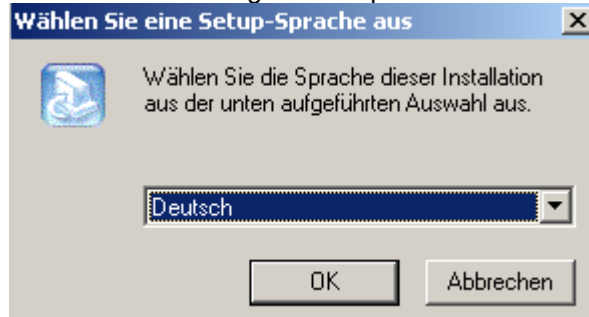 Wählen Sie eine Setup-Sprache aus
Wählen Sie die Sprache dieser Installation
aus der unten aufgeführten Auswahl aus.
Deutsch
OK
Abbrechen